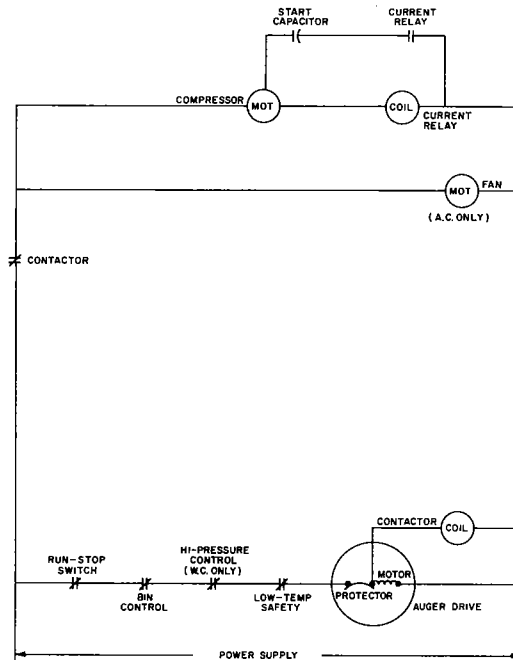 START
CAPACITOR
CURRENT
RELAY
COMPRESSOR
MOT
COIL
CURRENT
RELAY
MOT
FAN
(A.C. ONLY)
CONTACTOR
CONTACTOR
COIL
RUN-STOP
SWITCH
BIN
CONTROL
HI-PRESSURE
CONTROL
(W.C. ONLY)
LOW-TEMP
SAFETY
MOTOR
PROTECTOR
AUGER DRIVE
POWER SUPPLY